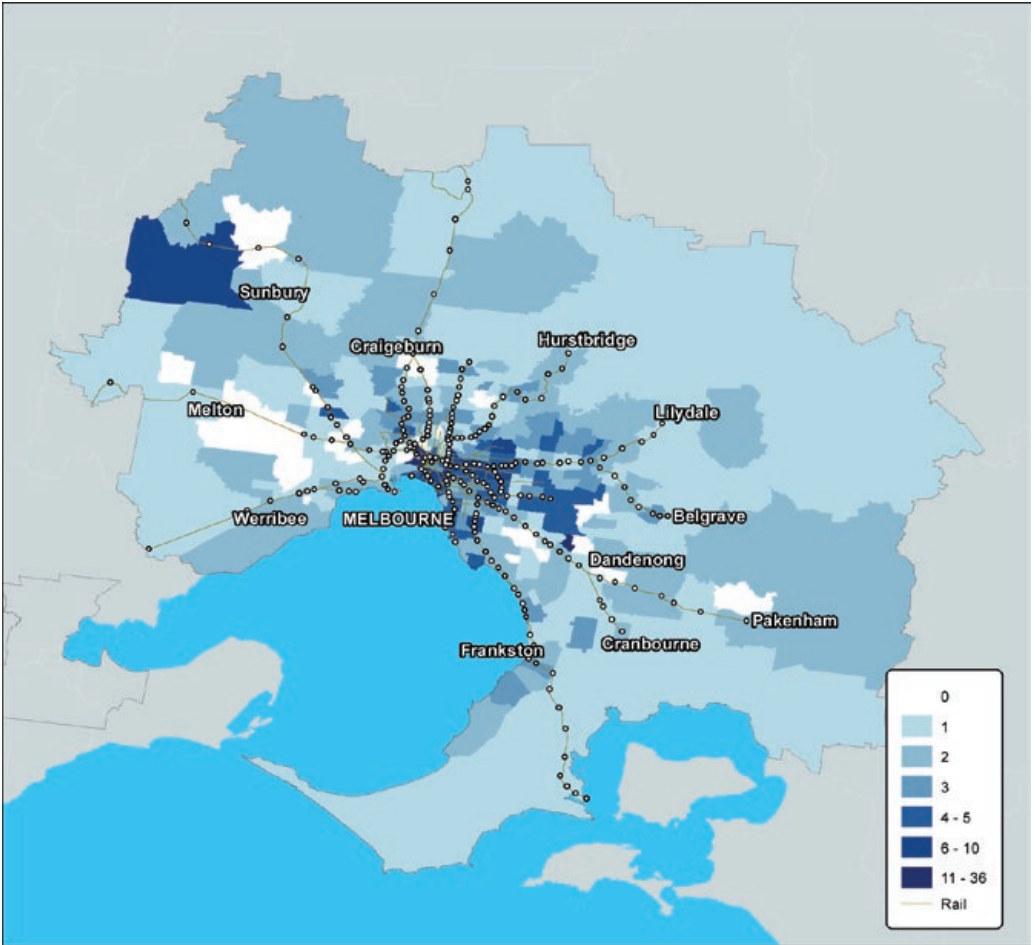 Sunbury
Craigeburn
Hurstbridge
Melton
Lilydale
Werribee
MELBOURNE
Belgrave
Dandenong
Pakenham
Cranbourne
Frankston
0
1
2
3
4 - 5
6 - 10
11 - 36
Rail